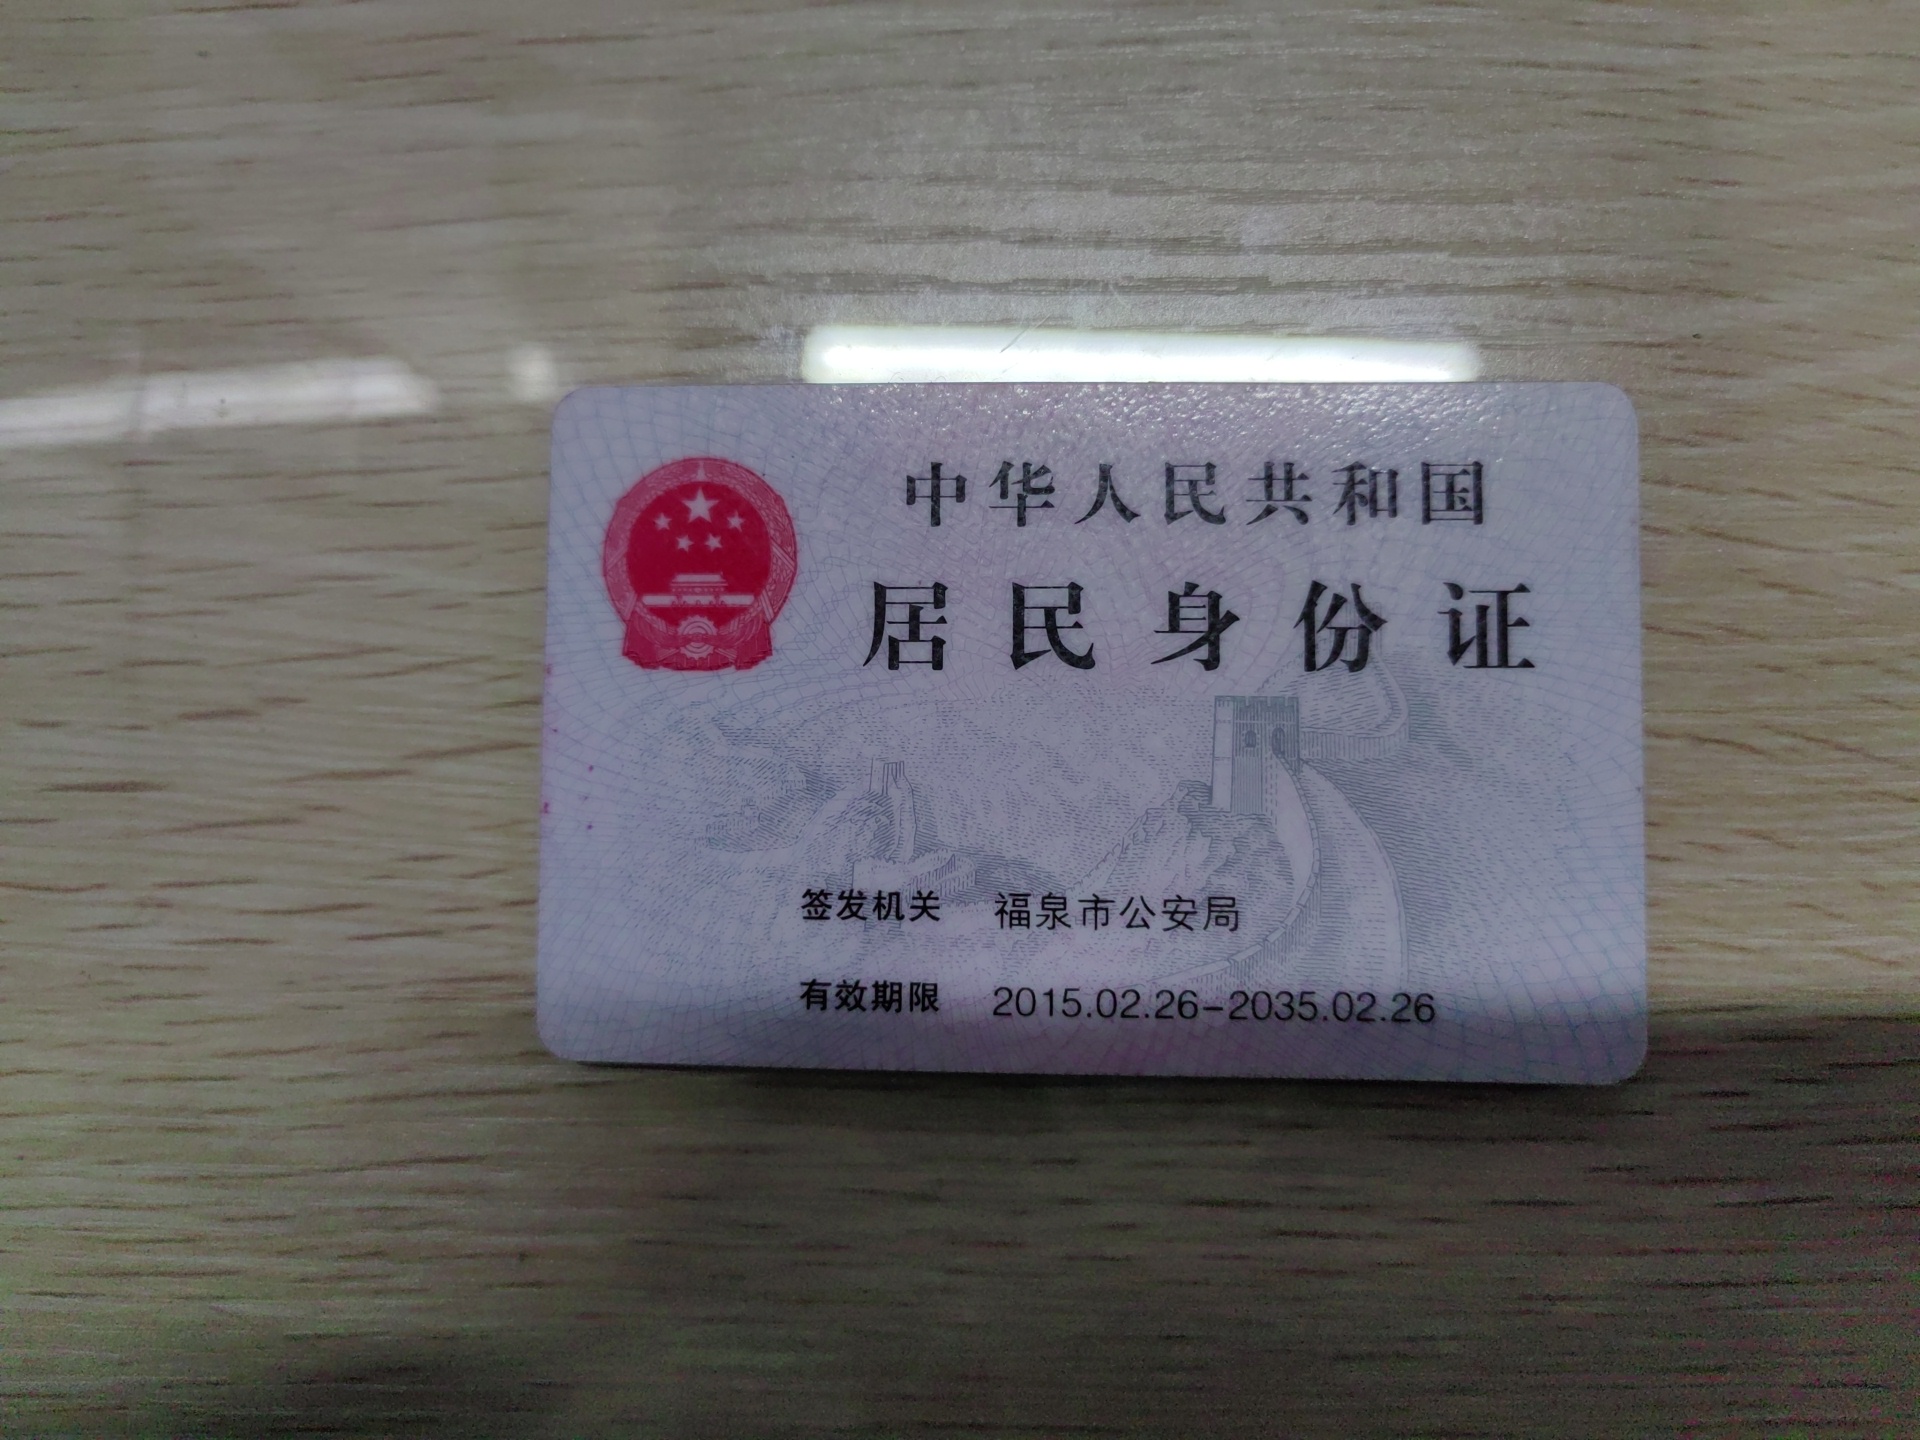 中华人民共和国
居民身份证
签发机关 福泉市公安局
有效期限 2015.02.26-2035.02.26